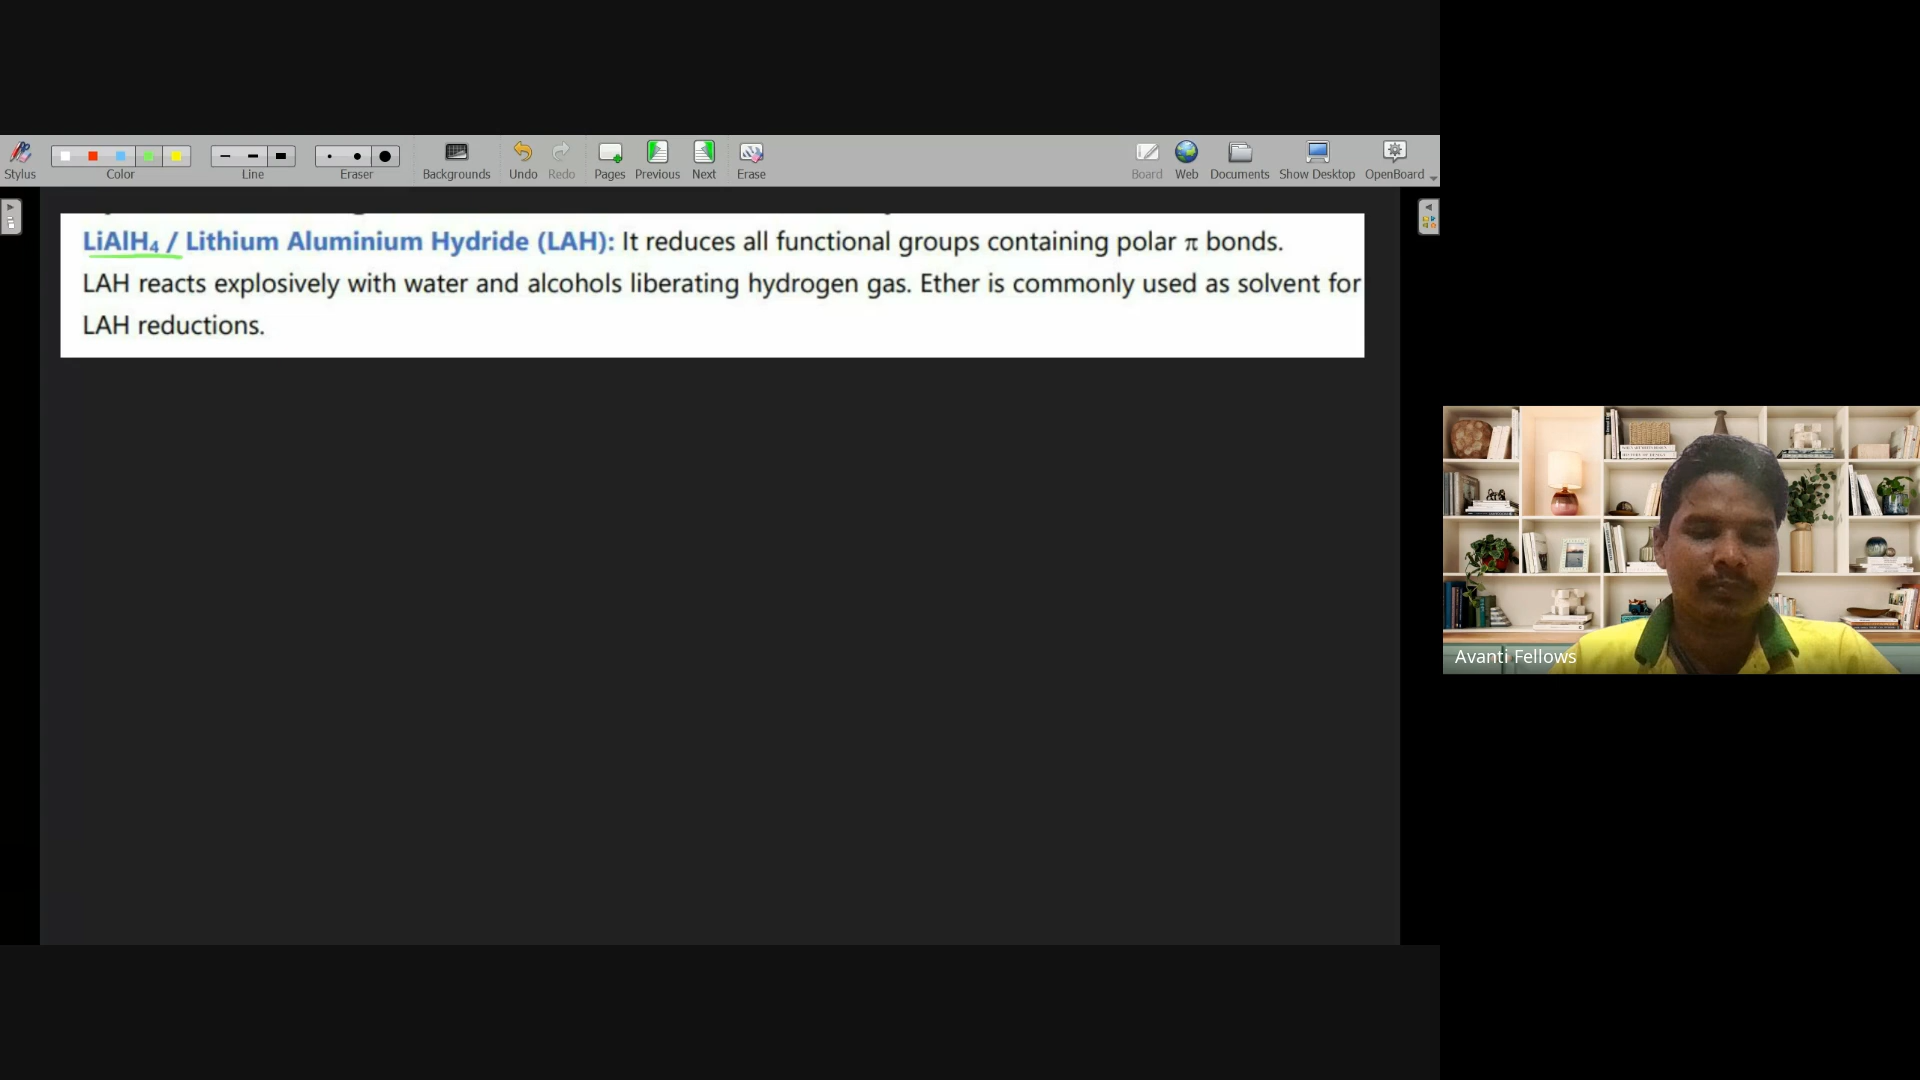 Stylus Color Line Eraser Backgrounds Undo Redo Pages Previous Next Erase Board Web Documents Show Desktop OpenBoard
LiAlH₄ / Lithium Aluminium Hydride (LAH): It reduces all functional groups containing polar π bonds.
LAH reacts explosively with water and alcohols liberating hydrogen gas. Ether is commonly used as solvent for
LAH reductions.
Avanti Fellows